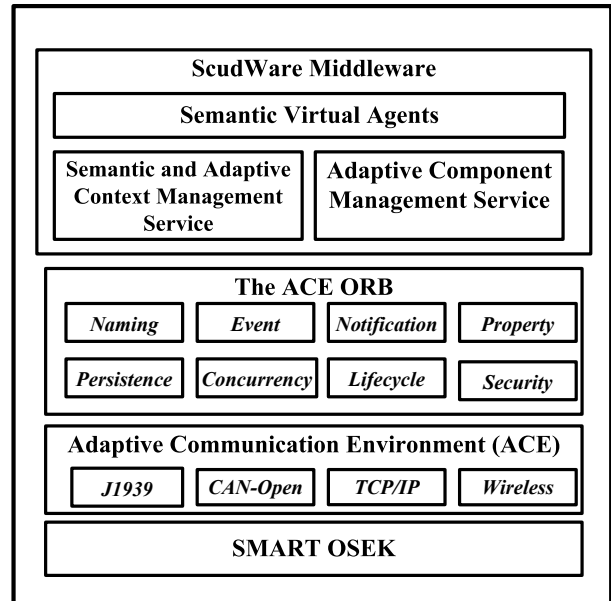 ScudWare Middleware
Semantic Virtual Agents
Semantic and Adaptive
Context Management
Service
Adaptive Component
Management Service
The ACE ORB
Naming
Event
Notification
Property
Persistence
Concurrency
Lifecycle
Security
Adaptive Communication Environment (ACE)
J1939
CAN-Open
TCP/IP
Wireless
SMART OSEK